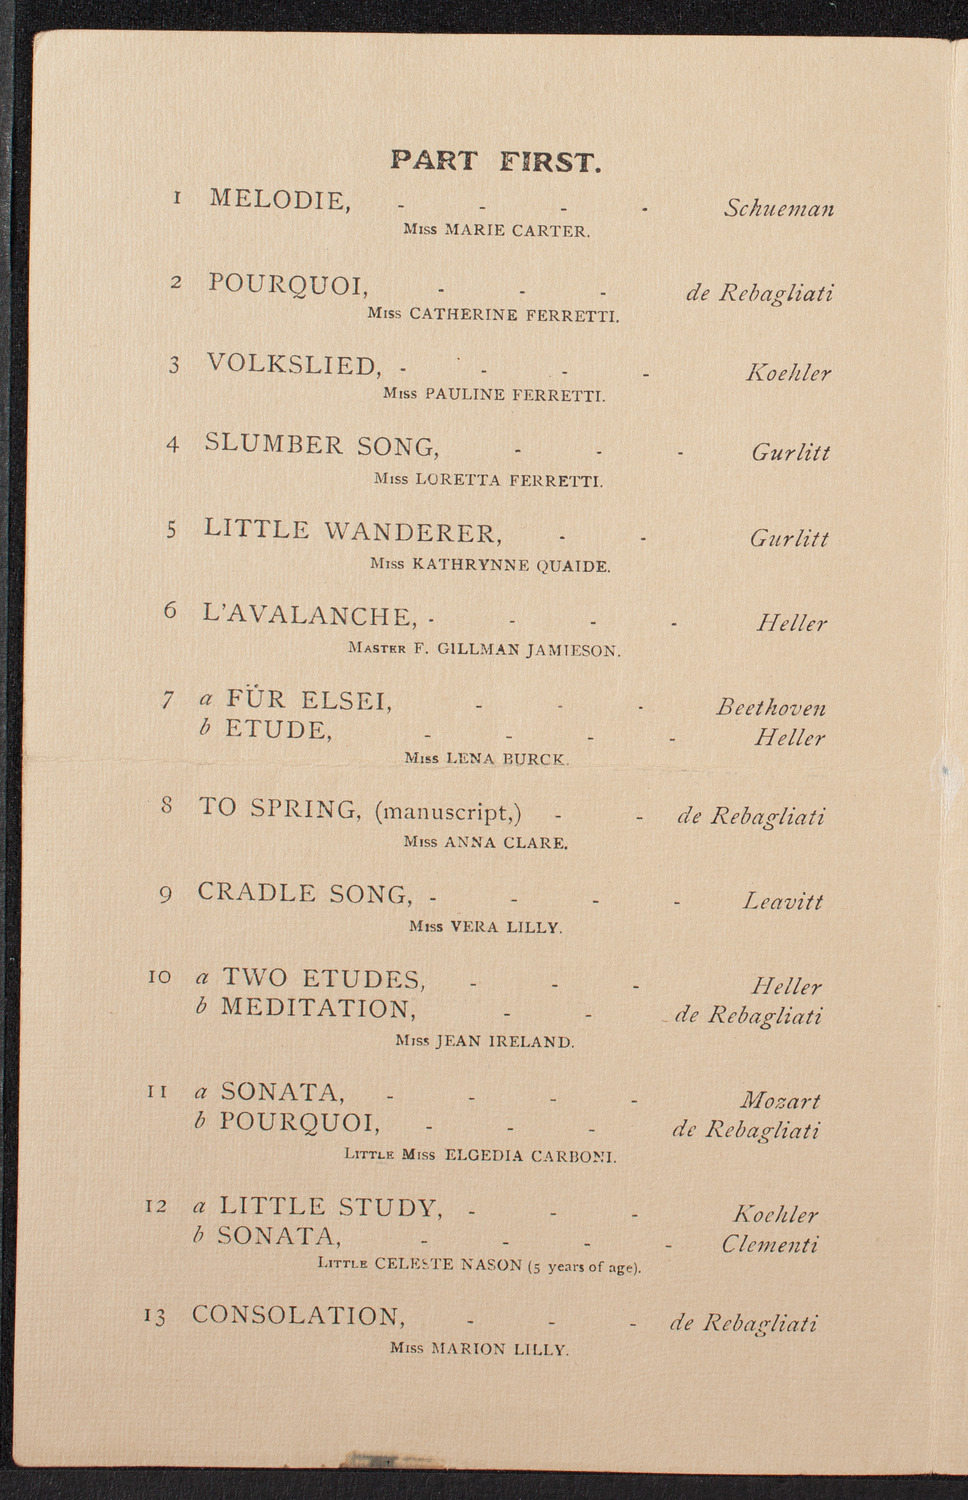 PART FIRST.
1 MELODIE, - - - - Schueman
Miss MARIE CARTER.
2 POURQUOI, - - - de Rebagliati
Miss CATHERINE FERRETTI.
3 VOLKSLIED, - - - - Koehler
Miss PAULINE FERRETTI.
4 SLUMBER SONG, - - - Gurlitt
Miss LORETTA FERRETTI.
5 LITTLE WANDERER, - - Gurlitt
Miss KATHRYNNE QUAIDE.
6 L'AVALANCHE, - - - - Heller
Master F. GILLMAN JAMIESON.
7 a FÜR ELSEI, - - - Beethoven
b ETUDE, - - - - Heller
Miss LENA BURCK.
8 TO SPRING, (manuscript,) - - de Rebagliati
Miss ANNA CLARE.
9 CRADLE SONG, - - - - Leavitt
Miss VERA LILLY.
10 a TWO ETUDES, - - - Heller
b MEDITATION, - - de Rebagliati
Miss JEAN IRELAND.
11 a SONATA, - - - - Mozart
b POURQUOI, - - - de Rebagliati
Little Miss ELGEDIA CARBONI.
12 a LITTLE STUDY, - - - Koehler
b SONATA, - - - - Clementi
Little CELESTE NASON (5 years of age).
13 CONSOLATION, - - - de Rebagliati
Miss MARION LILLY.